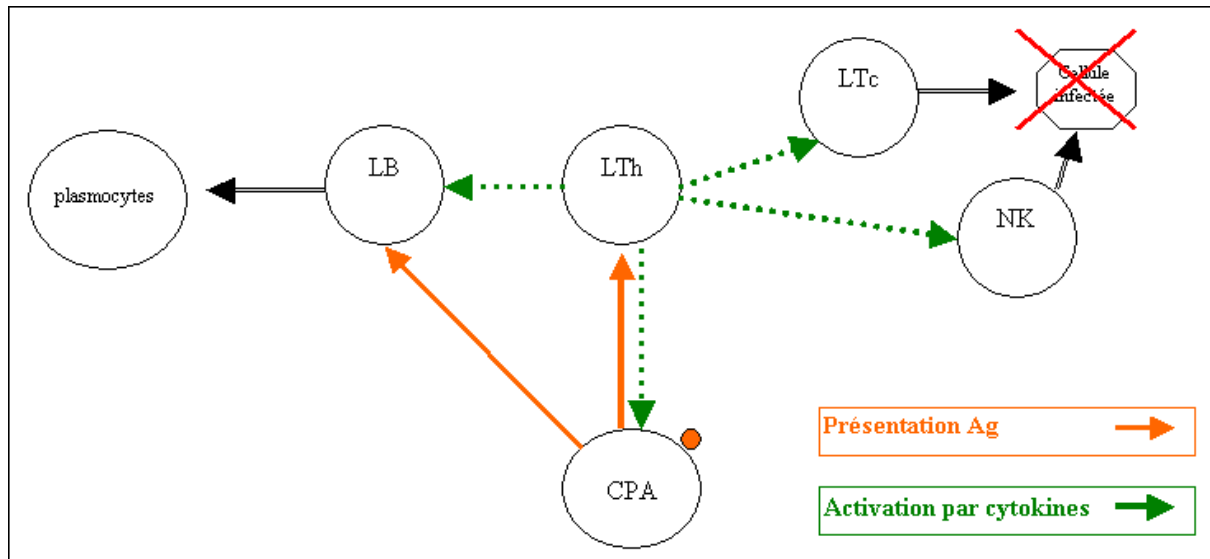 LTc
Cellule
infectée
LB
LTh
plasmocytes
NK
CPA
Présentation Ag
Activation par cytokines